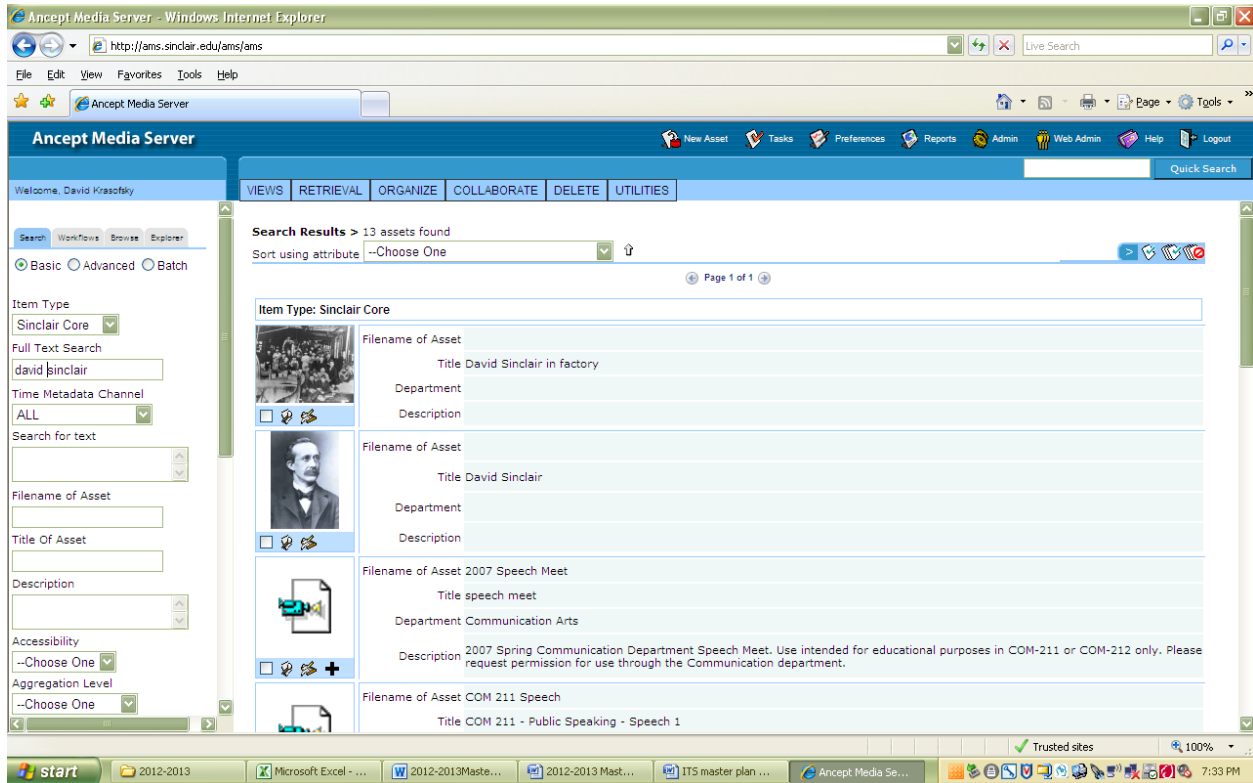 Ancept Media Server - Windows Internet Explorer
http://ams.sinclair.edu/ams/ams
Live Search
File Edit View Favorites Tools Help
Ancept Media Server
Page Tools
Ancept Media Server
New Asset Tasks Preferences Reports Admin Web Admin Help Logout
Quick Search
Welcome, David Krasofsky
VIEWS RETRIEVAL ORGANIZE COLLABORATE DELETE UTILITIES
Search Workflows Browse Explorer
Basic Advanced Batch
Item Type
Sinclair Core
Full Text Search
david sinclair
Time Metadata Channel
ALL
Search for text
Filename of Asset
Title Of Asset
Description
Accessibility
--Choose One
Aggregation Level
--Choose One
Search Results > 13 assets found
Sort using attribute --Choose One
Page 1 of 1
Item Type: Sinclair Core
Filename of Asset
Title David Sinclair in factory
Department
Description
Filename of Asset
Title David Sinclair
Department
Description
Filename of Asset 2007 Speech Meet
Title speech meet
Department Communication Arts
Description 2007 Spring Communication Department Speech Meet. Use intended for educational purposes in COM-211 or COM-212 only. Please
request permission for use through the Communication department.
Filename of Asset COM 211 Speech
Title COM 211 - Public Speaking - Speech 1
Trusted sites 100%
start 2012-2013 Microsoft Excel - ... 2012-2013Maste... 2012-2013 Mast... ITS master plan ... Ancept Media Se... 7:33 PM